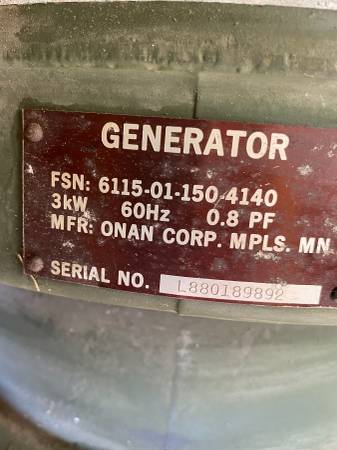 GENERATOR
FSN: 6115-01-150-4140
3kW 60Hz 0.8 PF
MFR: ONAN CORP. MPLS. MN
SERIAL NO. L880189892